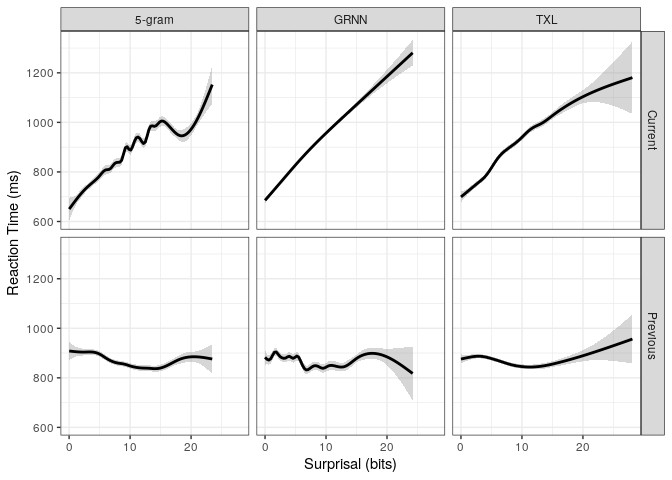 5-gram GRNN TXL
1200
1000
800
600
Current
1200
1000
800
600
Previous
0 10 20 0 10 20 0 10 20
Reaction Time (ms)
Surprisal (bits)